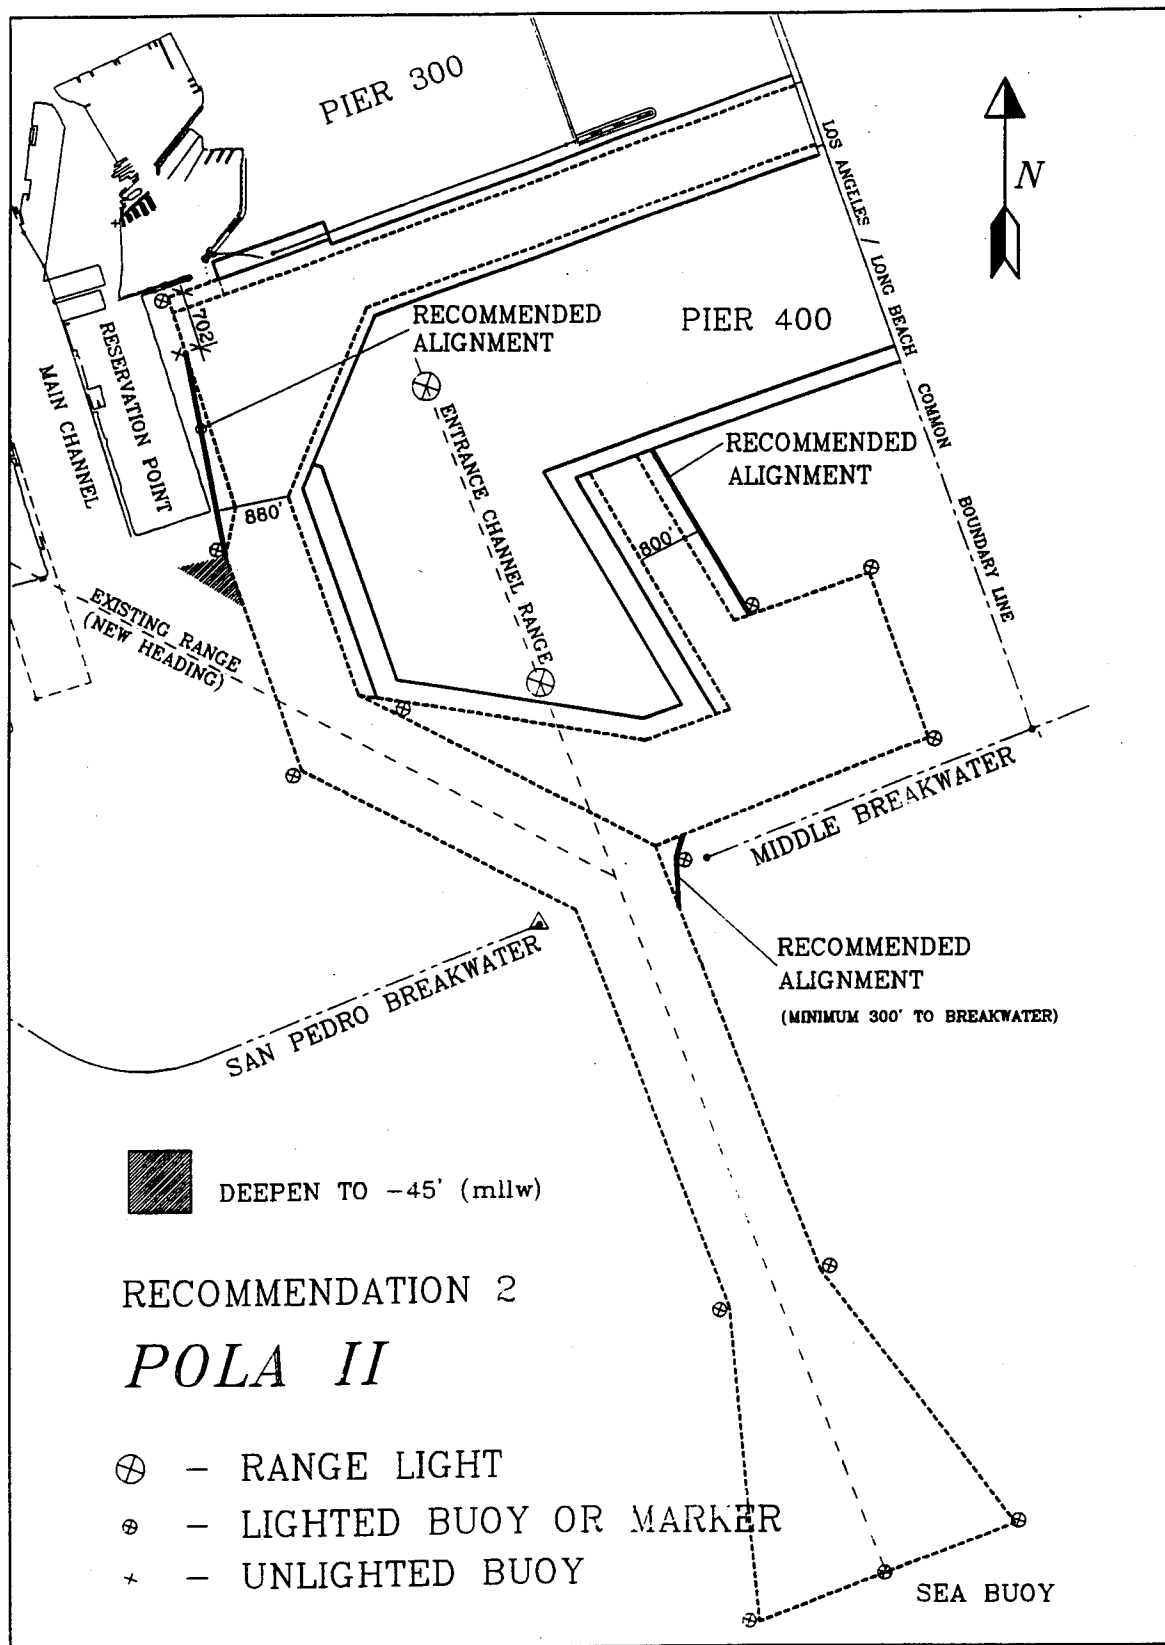 PIER 300
N
LOS ANGELES / LONG BEACH COMMON BOUNDARY LINE
702'
RECOMMENDED
ALIGNMENT
PIER 400
RESERVATION POINT
MAIN CHANNEL
ENTRANCE CHANNEL RANGE
RECOMMENDED
ALIGNMENT
880'
800'
EXISTING RANGE
(NEW HEADING)
MIDDLE BREAKWATER
SAN PEDRO BREAKWATER
RECOMMENDED
ALIGNMENT
(MINIMUM 300' TO BREAKWATER)
DEEPEN TO -45' (mllw)
RECOMMENDATION 2
POLA II
– RANGE LIGHT
– LIGHTED BUOY OR MARKER
– UNLIGHTED BUOY
SEA BUOY